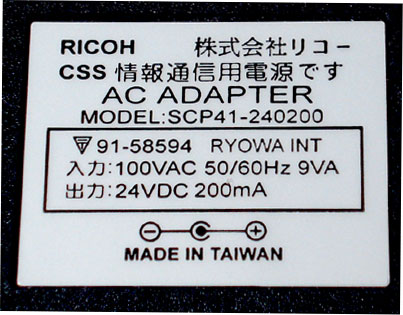 RICOH 株式会社リコー
CSS 情報通信用電源です
AC ADAPTER
MODEL:SCP41-240200
91-58594 RYOWA INT
入力:100VAC 50/60Hz 9VA
出力:24VDC 200mA
MADE IN TAIWAN